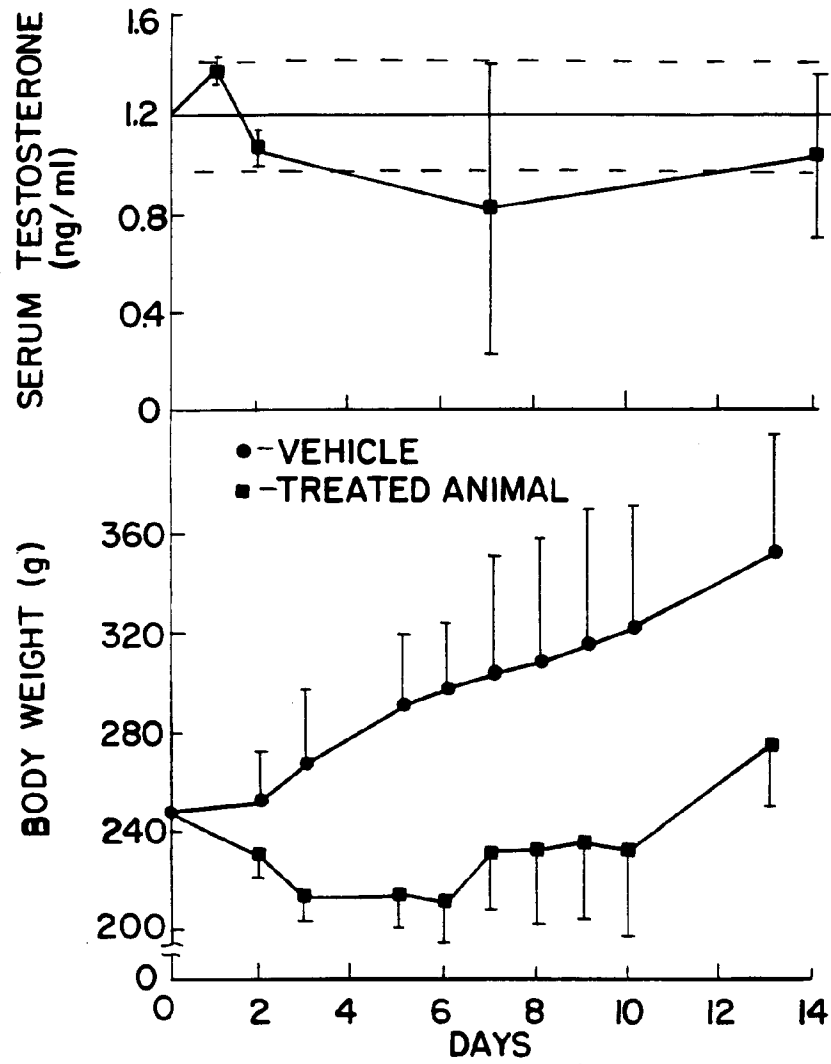 SERUM TESTOSTERONE
(ng/ml)
1.6
1.2
0.8
0.4
0
●-VEHICLE
■-TREATED ANIMAL
BODY WEIGHT (g)
360
320
280
240
200
0
0 2 4 6 8 10 12 14
DAYS